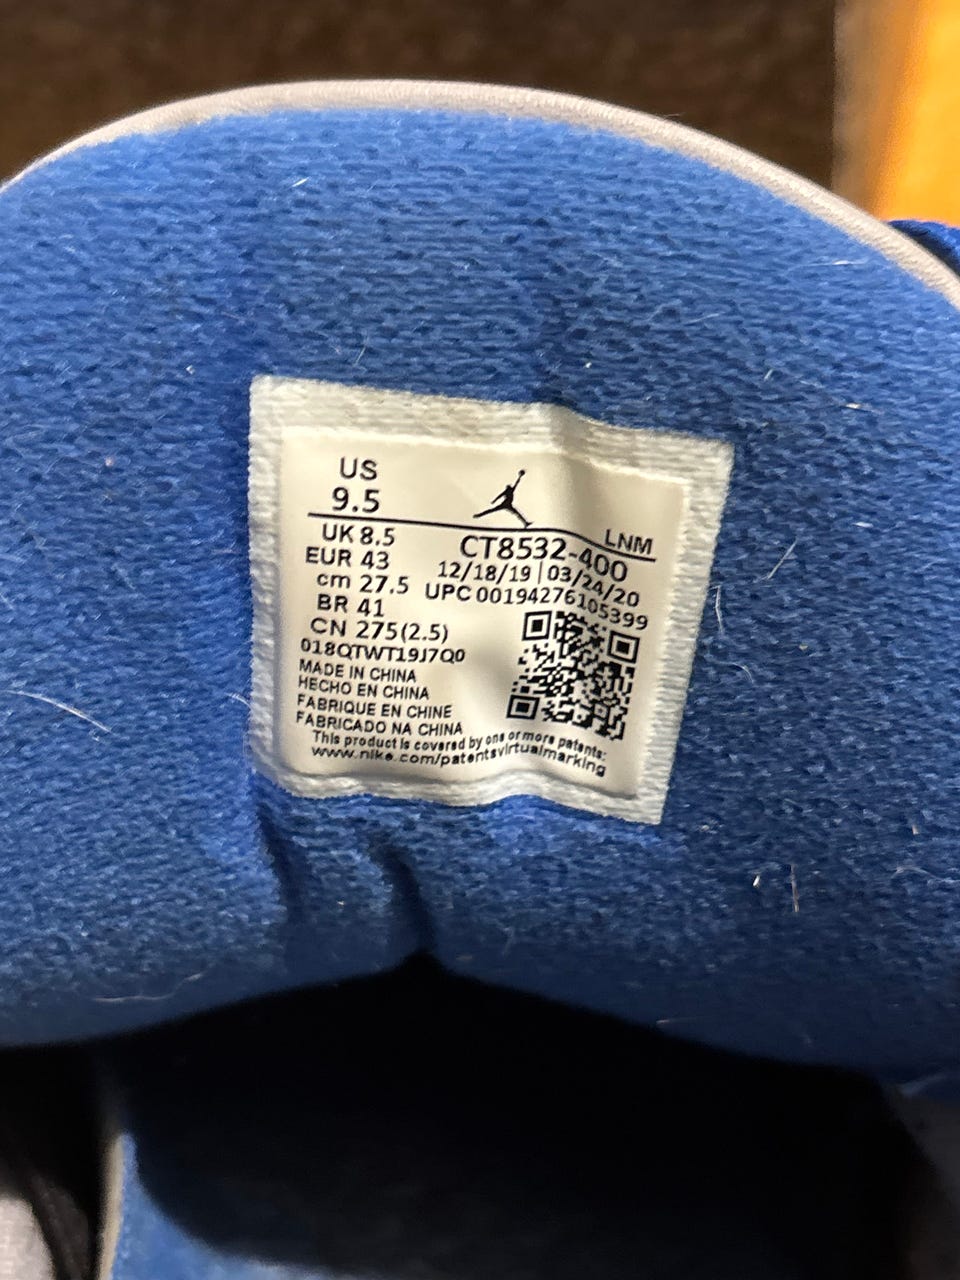 US
9.5
LNM
UK 8.5
EUR 43
cm 27.5
BR 41
CN 275(2.5)
CT8532-400
12/18/19 | 03/24/20
UPC 00194276105399
018QTWT19J7Q0
MADE IN CHINA
HECHO EN CHINA
FABRIQUE EN CHINE
FABRICADO NA CHINA
This product is covered by one or more patents:
www.nike.com/patentsvirtualmarking